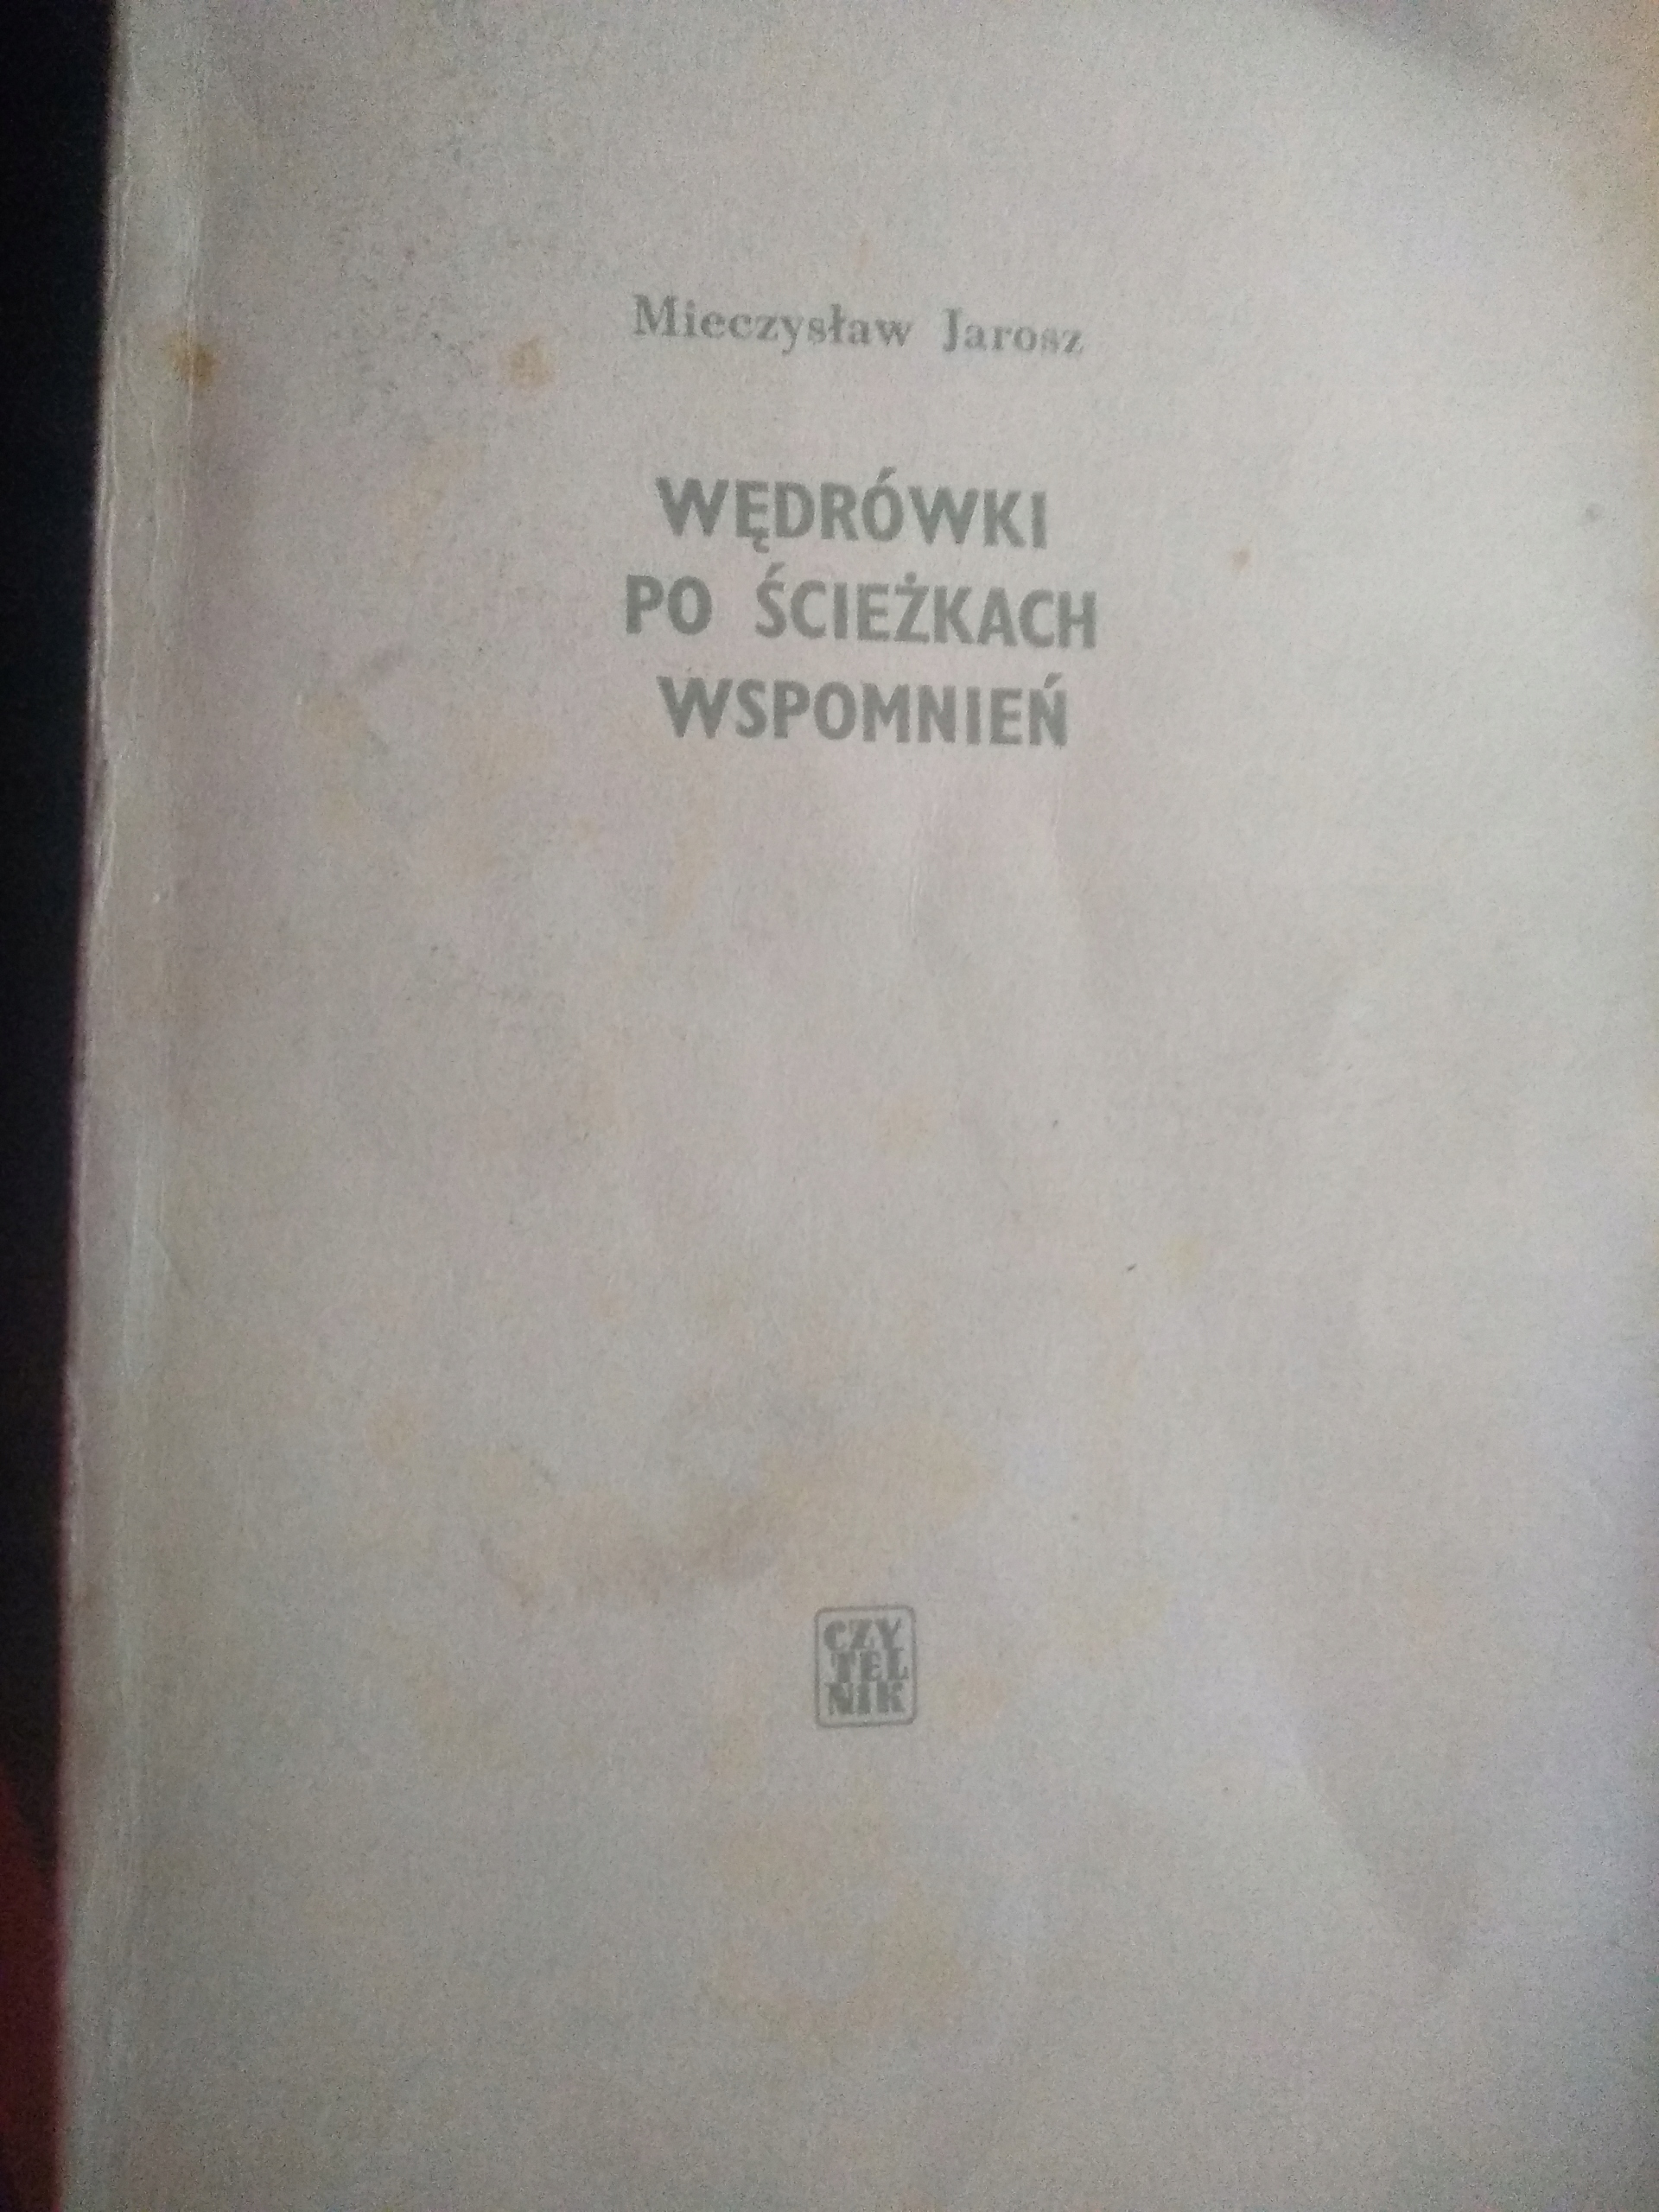 Mieczysław Jarosz
WĘDRÓWKI
PO ŚCIEŻKACH
WSPOMNIEŃ
CZY
TEL
NIK